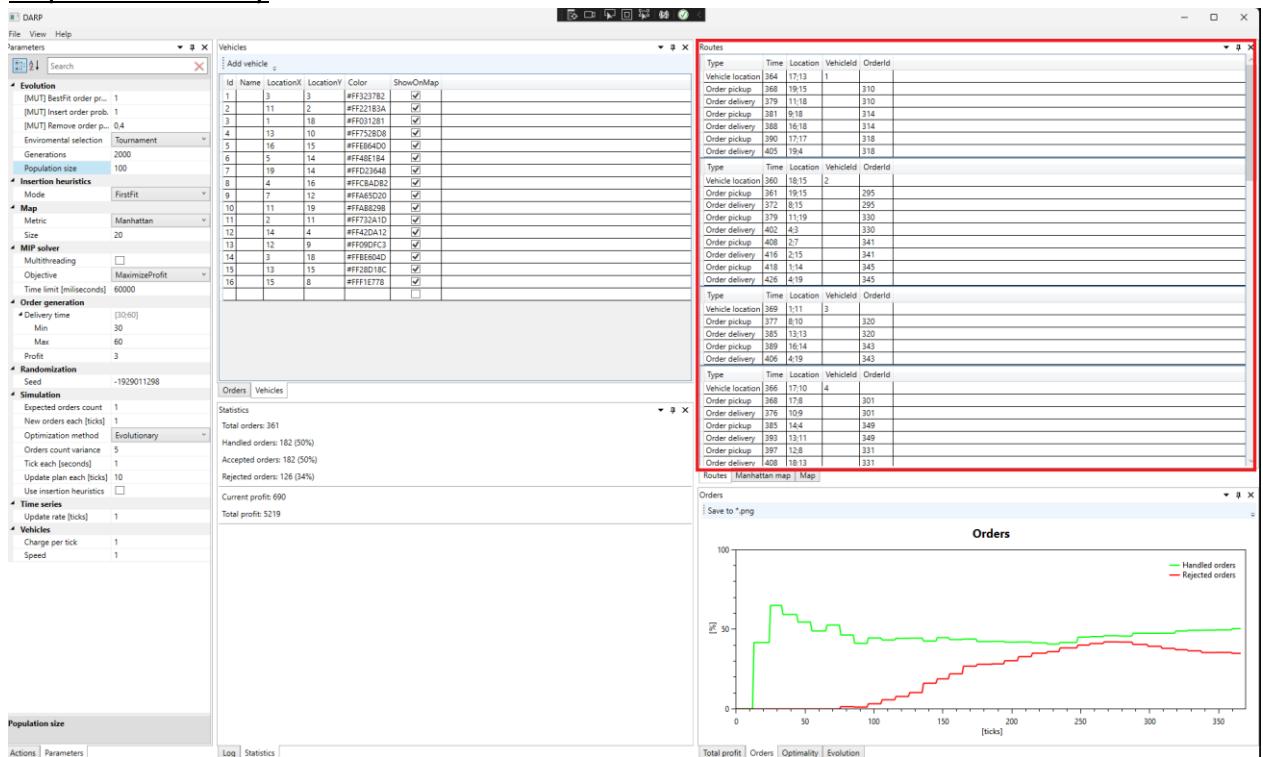 DARP
File View Help
Parameters
Search
Evolution
[MUT] BestFit order pr... 1
[MUT] Insert order prob. 1
[MUT] Remove order p... 0,4
Enviromental selection Tournament
Generations 2000
Population size 100
Insertion heuristics
Mode FirstFit
Map
Metric Manhattan
Size 20
MIP solver
Multithreading
Objective MaximizeProfit
Time limit [miliseconds] 60000
Order generation
Delivery time [30;60]
Min 30
Max 60
Profit 3
Randomization
Seed -1929011298
Simulation
Expected orders count 1
New orders each [ticks] 1
Optimization method Evolutionary
Orders count variance 5
Tick each [seconds] 1
Update plan each [ticks] 10
Use insertion heuristics
Time series
Update rate [ticks] 1
Vehicles
Charge per tick 1
Speed 1
Population size
Actions Parameters
Vehicles
Add vehicle
Id Name LocationX LocationY Color ShowOnMap
1 3 3 #FF3237B2
2 11 2 #FF221B3A
3 1 18 #FF031281
4 13 10 #FF752BD8
5 16 15 #FFE864D0
6 5 14 #FF48E1B4
7 19 14 #FFD23648
8 4 16 #FFCBADB2
9 7 12 #FFA65D20
10 11 19 #FFAB829B
11 2 11 #FF732A1D
12 14 4 #FF42DA12
13 12 9 #FF09DFC3
14 3 18 #FFBE604D
15 13 15 #FF28D18C
16 15 8 #FFF1E778
Orders Vehicles
Statistics
Total orders: 361
Handled orders: 182 (50%)
Accepted orders: 182 (50%)
Rejected orders: 126 (34%)
Current profit: 690
Total profit: 5219
Log Statistics
Routes
Type Time Location VehicleId OrderId
Vehicle location 364 17;13 1
Order pickup 368 19;15 310
Order delivery 379 11;18 310
Order pickup 381 9;18 314
Order delivery 388 16;18 314
Order pickup 390 17;17 318
Order delivery 405 19;4 318
Type Time Location VehicleId OrderId
Vehicle location 360 18;15 2
Order pickup 361 19;15 295
Order delivery 372 8;15 295
Order pickup 379 11;19 330
Order delivery 402 4;3 330
Order pickup 408 2;7 341
Order delivery 416 2;15 341
Order pickup 418 1;14 345
Order delivery 426 4;19 345
Type Time Location VehicleId OrderId
Vehicle location 369 1;11 3
Order pickup 377 8;10 320
Order delivery 385 13;13 320
Order pickup 389 16;14 343
Order delivery 406 4;19 343
Type Time Location VehicleId OrderId
Vehicle location 366 17;10 4
Order pickup 368 17;8 301
Order delivery 376 10;9 301
Order pickup 385 14;4 349
Order delivery 393 13;11 349
Order pickup 397 12;8 331
Order delivery 408 18;13 331
Routes Manhattan map Map
Orders
Save to *.png
Orders
100
Handled orders
Rejected orders
[%]
50
0
0 50 100 150 200 250 300 350
[ticks]
Total profit Orders Optimality Evolution